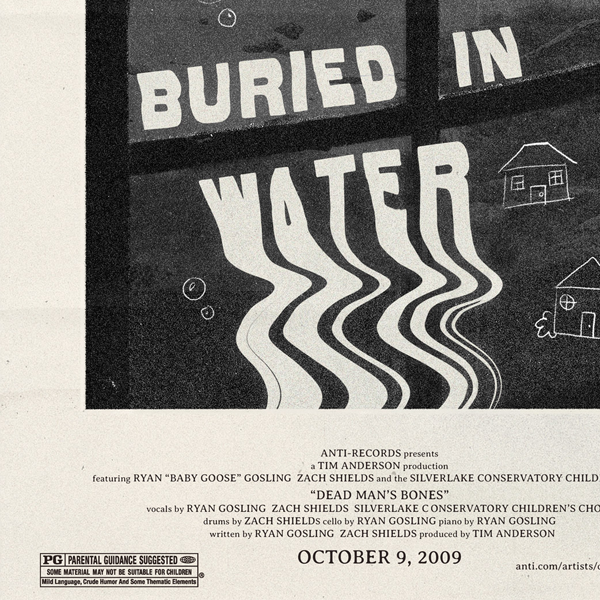 BURIED IN
WATER
ANTI-RECORDS presents
a TIM ANDERSON production
featuring RYAN "BABY GOOSE" GOSLING ZACH SHIELDS and the SILVERLAKE CONSERVATORY CHILD
"DEAD MAN'S BONES"
vocals by RYAN GOSLING ZACH SHIELDS SILVERLAKE C ONSERVATORY CHILDREN'S CHO
drums by ZACH SHIELDS cello by RYAN GOSLING piano by RYAN GOSLING
written by RYAN GOSLING ZACH SHIELDS produced by TIM ANDERSON
OCTOBER 9, 2009
anti.com/artists/d
PG PARENTAL GUIDANCE SUGGESTED
SOME MATERIAL MAY NOT BE SUITABLE FOR CHILDREN
Mild Language, Crude Humor And Some Thematic Elements ®